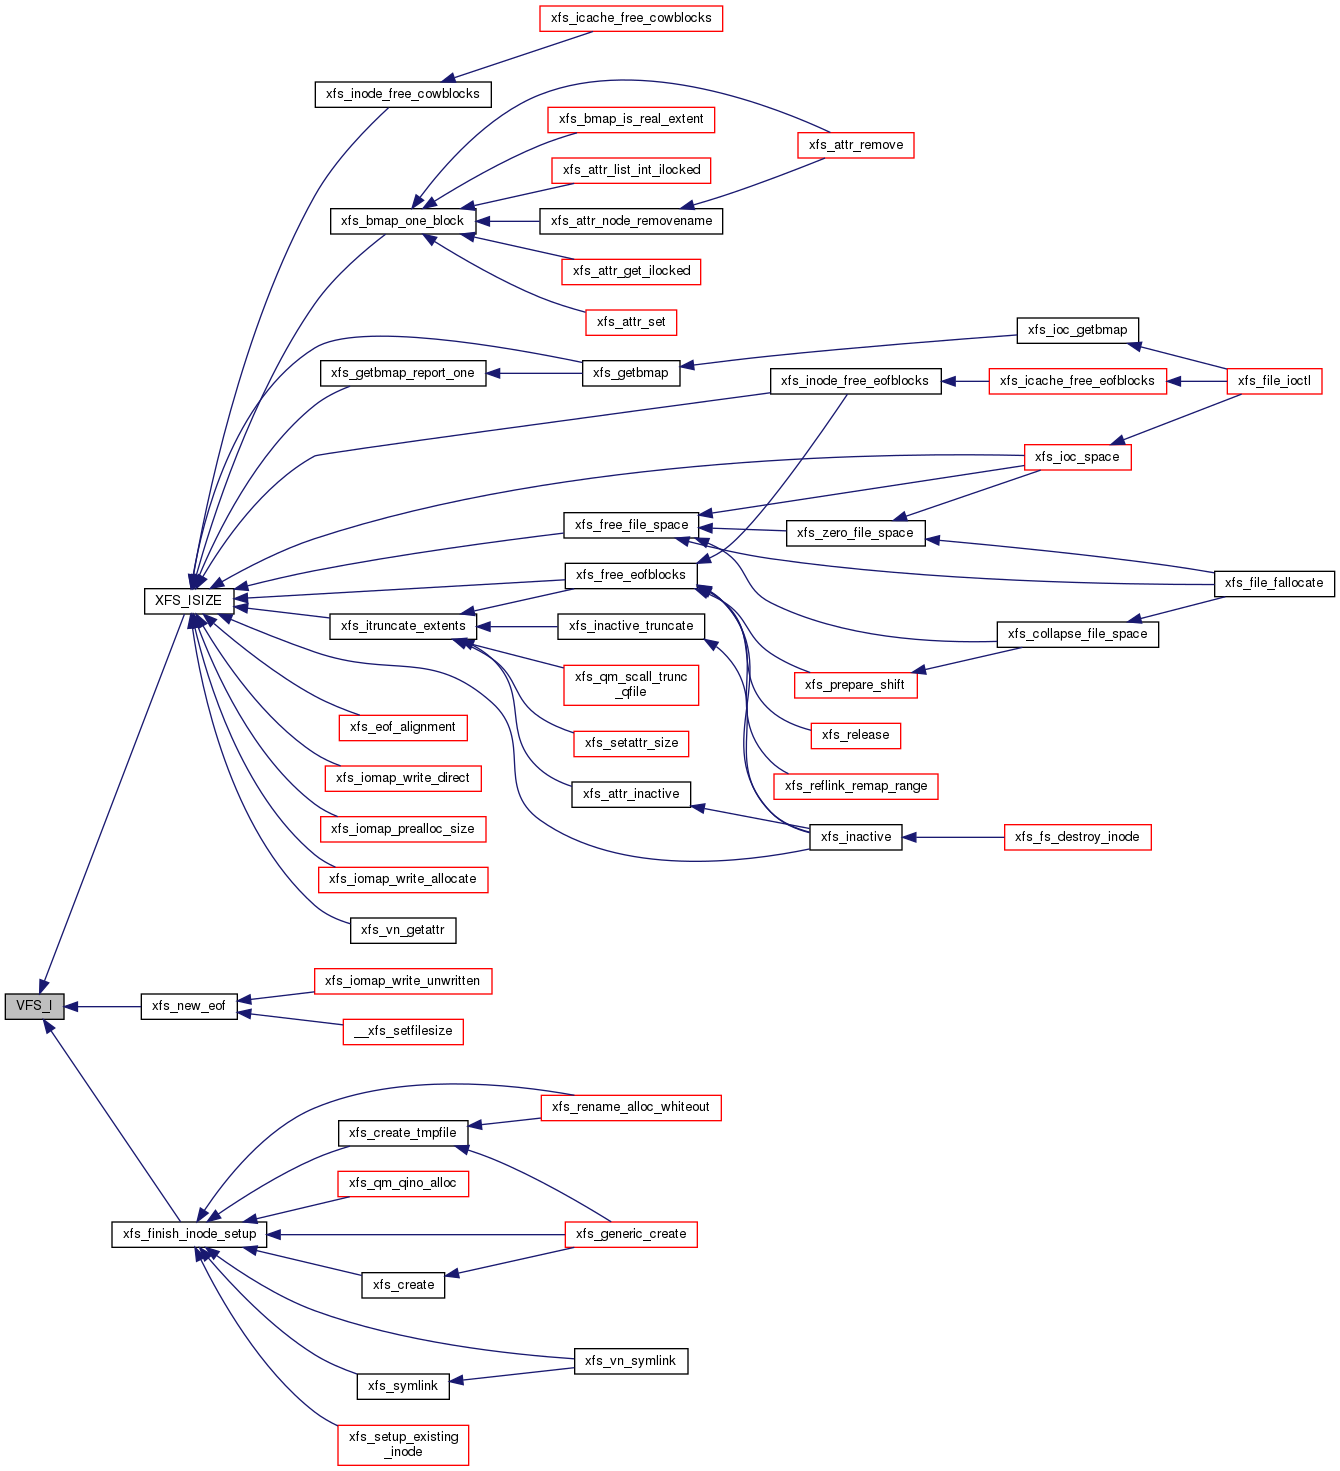 xfs_icache_free_cowblocks
xfs_inode_free_cowblocks
xfs_bmap_is_real_extent
xfs_attr_remove
xfs_attr_list_int_ilocked
xfs_bmap_one_block
xfs_attr_node_removename
xfs_attr_get_ilocked
xfs_attr_set
xfs_ioc_getbmap
xfs_getbmap_report_one
xfs_getbmap
xfs_inode_free_eofblocks
xfs_icache_free_eofblocks
xfs_file_ioctl
xfs_ioc_space
xfs_free_file_space
xfs_zero_file_space
xfs_free_eofblocks
xfs_file_fallocate
XFS_ISIZE
xfs_itruncate_extents
xfs_inactive_truncate
xfs_collapse_file_space
xfs_qm_scall_trunc
_qfile
xfs_prepare_shift
xfs_eof_alignment
xfs_setattr_size
xfs_release
xfs_iomap_write_direct
xfs_attr_inactive
xfs_reflink_remap_range
xfs_iomap_prealloc_size
xfs_inactive
xfs_fs_destroy_inode
xfs_iomap_write_allocate
xfs_vn_getattr
xfs_iomap_write_unwritten
VFS_I
xfs_new_eof
__xfs_setfilesize
xfs_rename_alloc_whiteout
xfs_create_tmpfile
xfs_qm_qino_alloc
xfs_finish_inode_setup
xfs_generic_create
xfs_create
xfs_vn_symlink
xfs_symlink
xfs_setup_existing
_inode